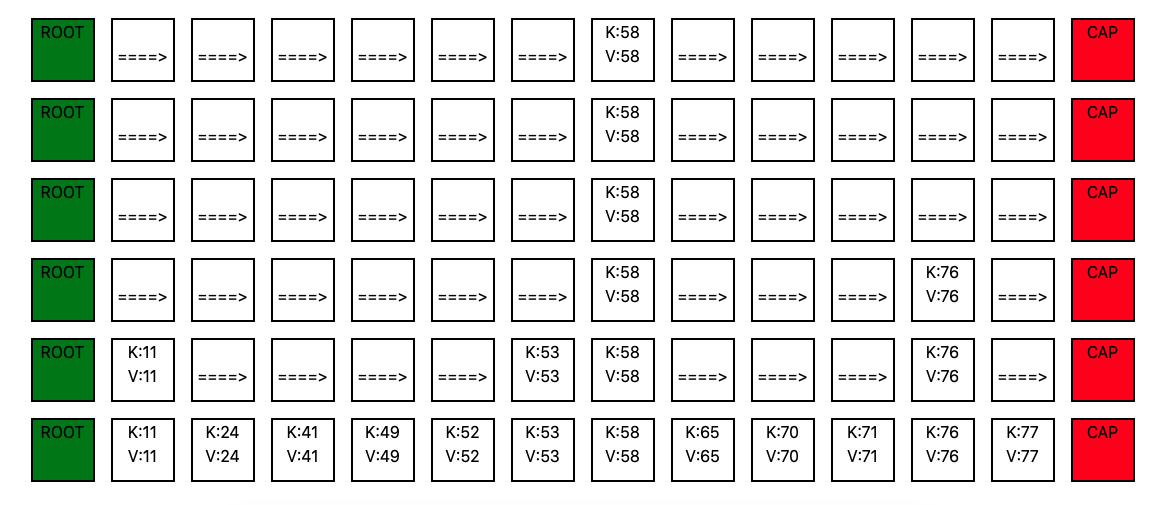 ROOT ====> ====> ====> ====> ====> ====> K:58 V:58 ====> ====> ====> ====> ====> CAP
ROOT ====> ====> ====> ====> ====> ====> K:58 V:58 ====> ====> ====> ====> ====> CAP
ROOT ====> ====> ====> ====> ====> ====> K:58 V:58 ====> ====> ====> ====> ====> CAP
ROOT ====> ====> ====> ====> ====> ====> K:58 V:58 ====> ====> ====> K:76 V:76 ====> CAP
ROOT K:11 V:11 ====> ====> ====> ====> K:53 V:53 K:58 V:58 ====> ====> ====> K:76 V:76 ====> CAP
ROOT K:11 V:11 K:24 V:24 K:41 V:41 K:49 V:49 K:52 V:52 K:53 V:53 K:58 V:58 K:65 V:65 K:70 V:70 K:71 V:71 K:76 V:76 K:77 V:77 CAP